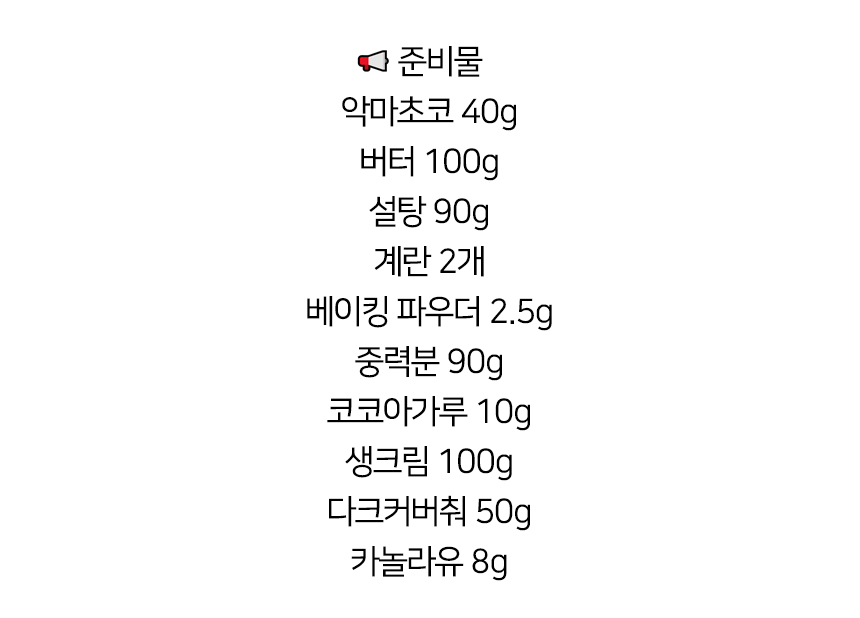 📢 준비물
악마초코 40g
버터 100g
설탕 90g
계란 2개
베이킹 파우더 2.5g
중력분 90g
코코아가루 10g
생크림 100g
다크커버춰 50g
카놀라유 8g